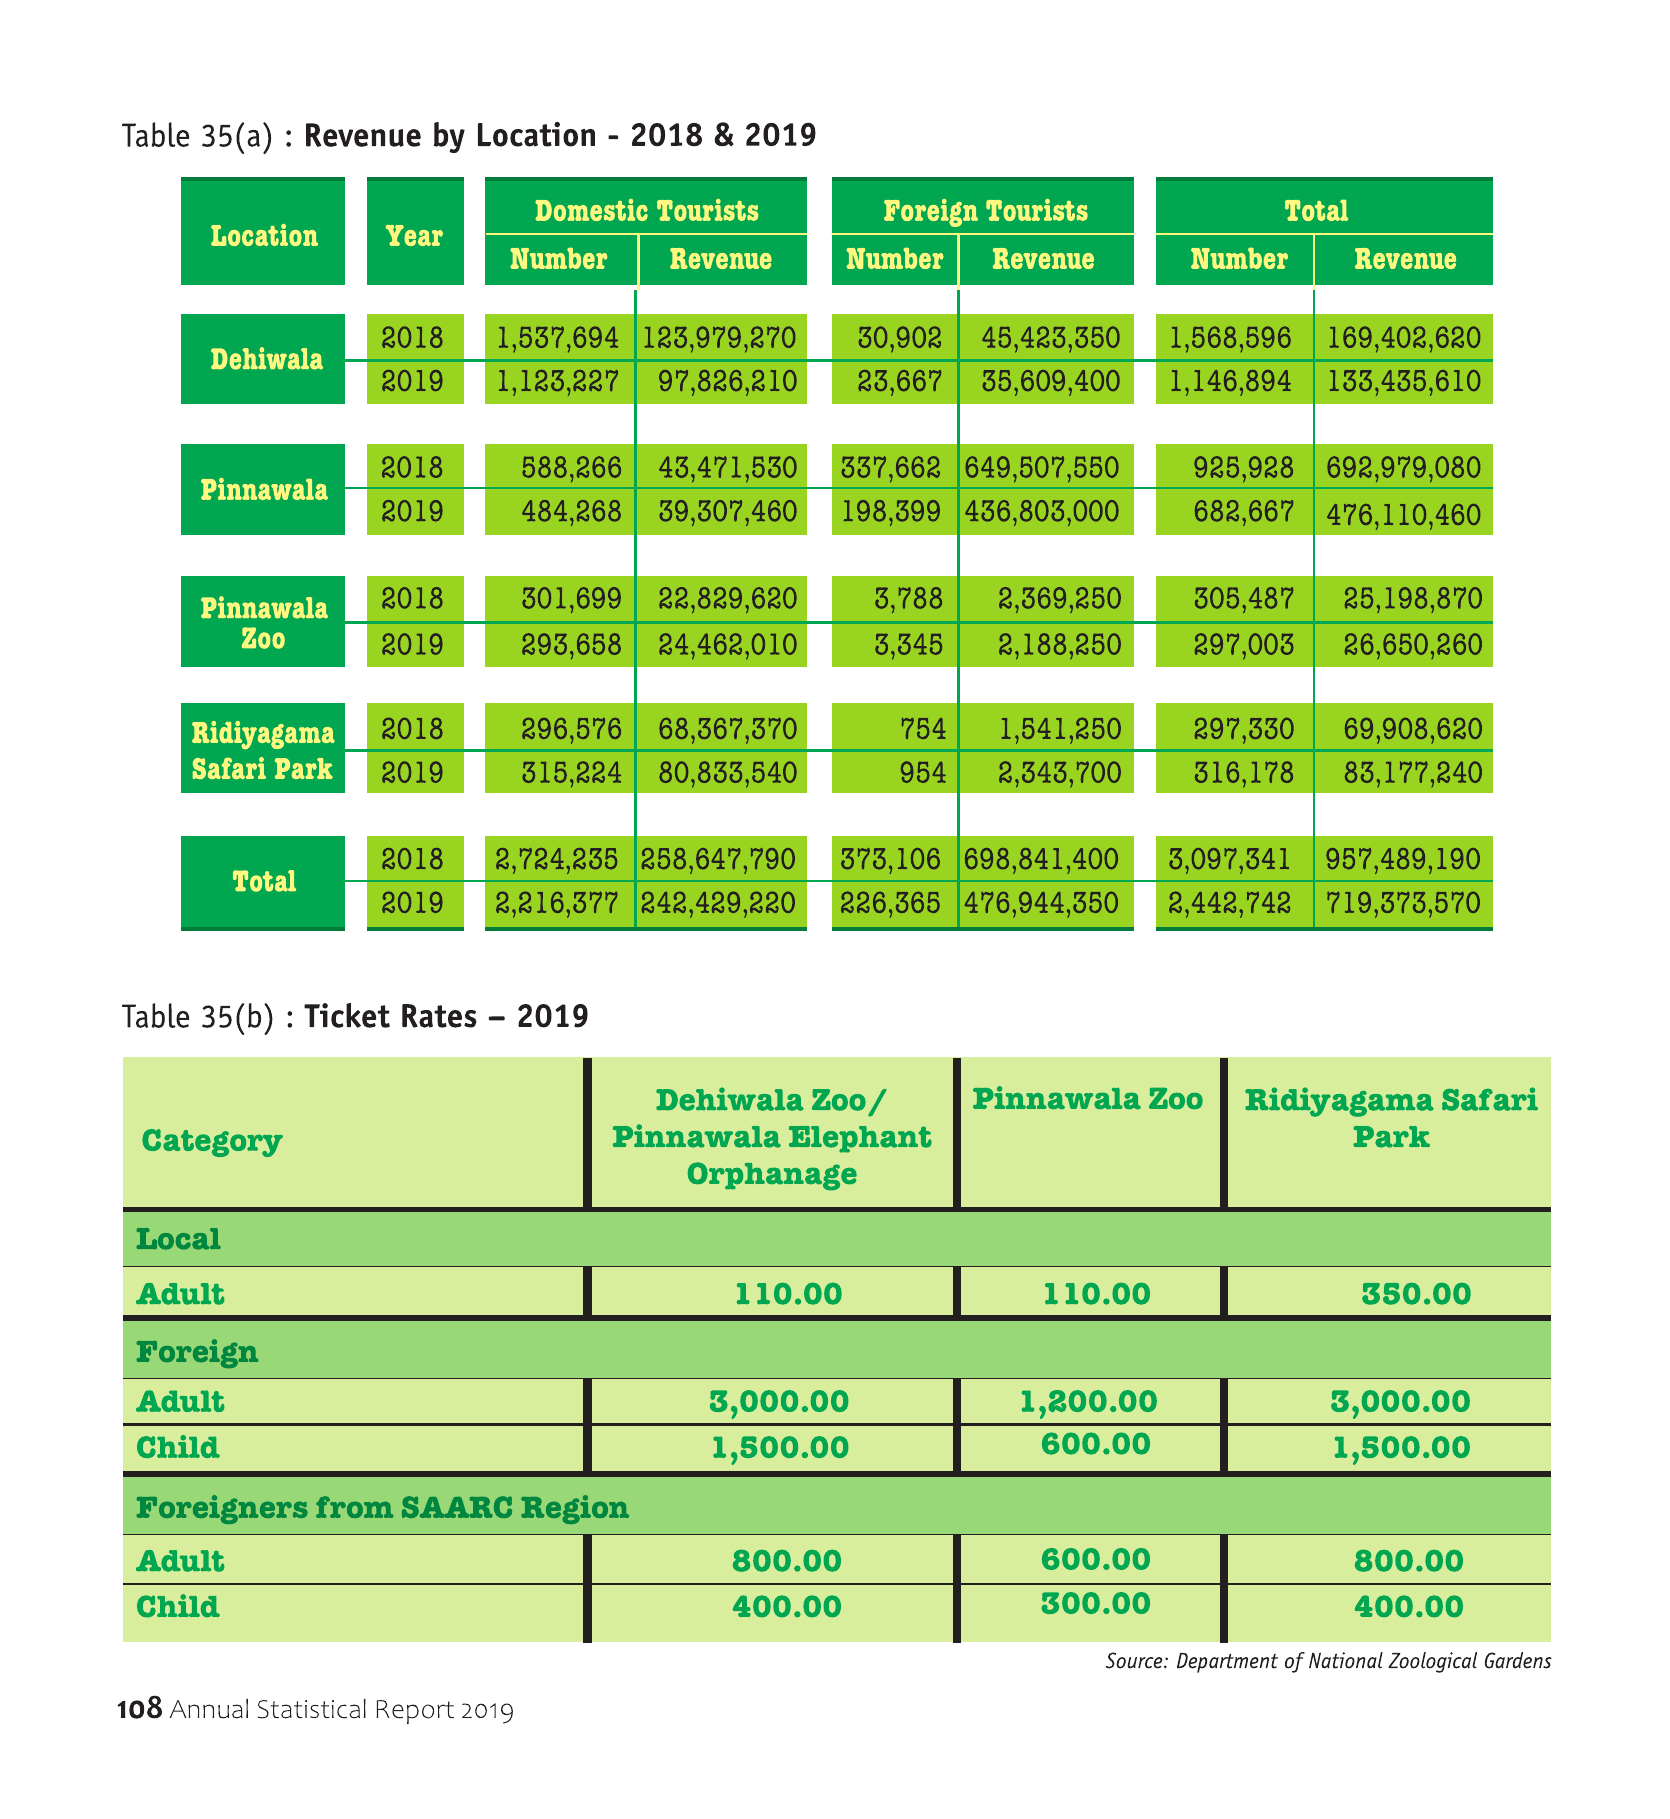 Table 35(a) : Revenue by Location - 2018 & 2019
Location Year Domestic Tourists Foreign Tourists Total
Number Revenue Number Revenue Number Revenue
Dehiwala
2018 1,537,694 123,979,270 30,902 45,423,350 1,568,596 169,402,620
2019 1,123,227 97,826,210 23,667 35,609,400 1,146,894 133,435,610
Pinnawala
2018 588,266 43,471,530 337,662 649,507,550 925,928 692,979,080
2019 484,268 39,307,460 198,399 436,803,000 682,667 476,110,460
Pinnawala
Zoo
2018 301,699 22,829,620 3,788 2,369,250 305,487 25,198,870
2019 293,658 24,462,010 3,345 2,188,250 297,003 26,650,260
Ridiyagama
Safari Park
2018 296,576 68,367,370 754 1,541,250 297,330 69,908,620
2019 315,224 80,833,540 954 2,343,700 316,178 83,177,240
Total
2018 2,724,235 258,647,790 373,106 698,841,400 3,097,341 957,489,190
2019 2,216,377 242,429,220 226,365 476,944,350 2,442,742 719,373,570
Table 35(b) : Ticket Rates – 2019
Category
Dehiwala Zoo/
Pinnawala Elephant
Orphanage
Pinnawala Zoo
Ridiyagama Safari
Park
Local
Adult 110.00 110.00 350.00
Foreign
Adult 3,000.00 1,200.00 3,000.00
Child 1,500.00 600.00 1,500.00
Foreigners from SAARC Region
Adult 800.00 600.00 800.00
Child 400.00 300.00 400.00
Source: Department of National Zoological Gardens
108 Annual Statistical Report 2019